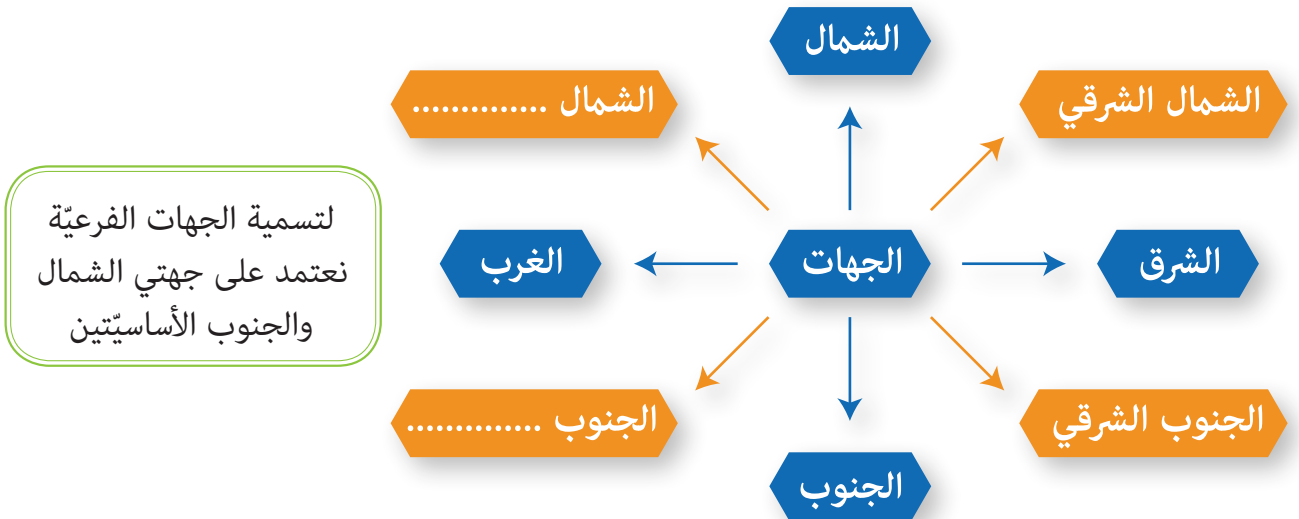 الشمال
الشمال الشرقي
الشمال ..............
الشرق
الجهات
الغرب
لتسمية الجهات الفرعيّة
نعتمد على جهتي الشمال
والجنوب الأساسيّتين
الجنوب الشرقي
الجنوب ..............
الجنوب